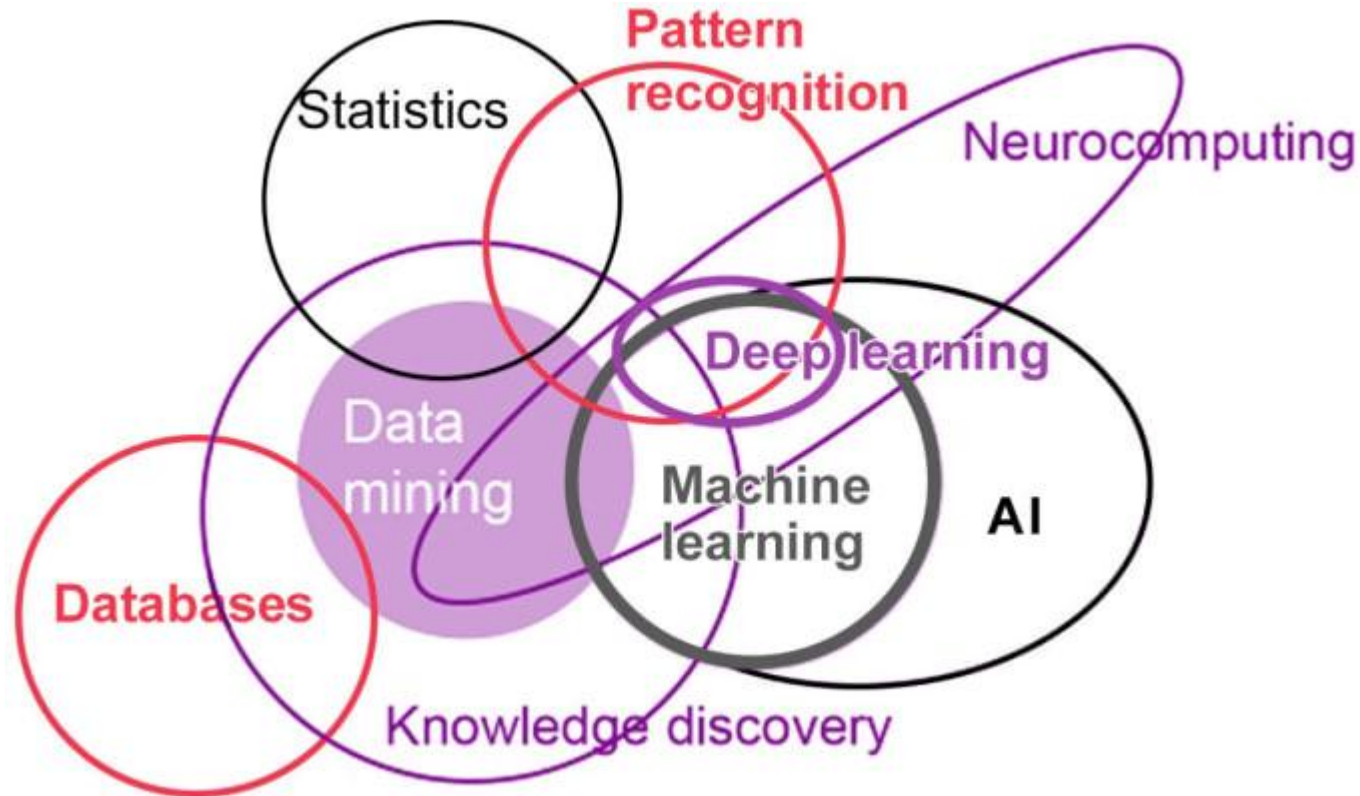 Pattern
recognition
Statistics
Neurocomputing
Deep learning
Data
mining
Machine
learning
AI
Databases
Knowledge discovery